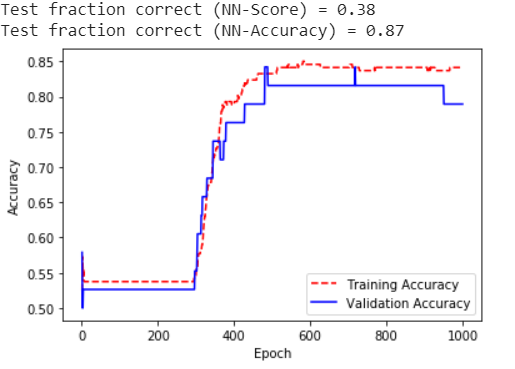 Test fraction correct (NN-Score) = 0.38
Test fraction correct (NN-Accuracy) = 0.87
0.85
0.80
0.75
0.70
0.65
0.60
0.55
0.50
Accuracy
Training Accuracy
Validation Accuracy
0 200 400 600 800 1000
Epoch